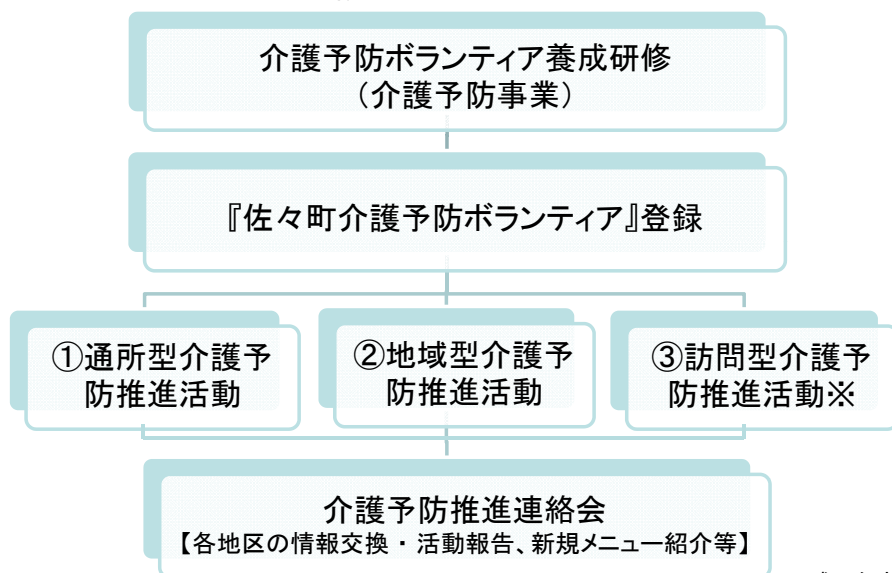 介護予防ボランティア養成研修
（介護予防事業）
『佐々町介護予防ボランティア』登録
①通所型介護予
防推進活動
②地域型介護予
防推進活動
③訪問型介護予
防推進活動※
介護予防推進連絡会
【各地区の情報交換・活動報告、新規メニュー紹介等】